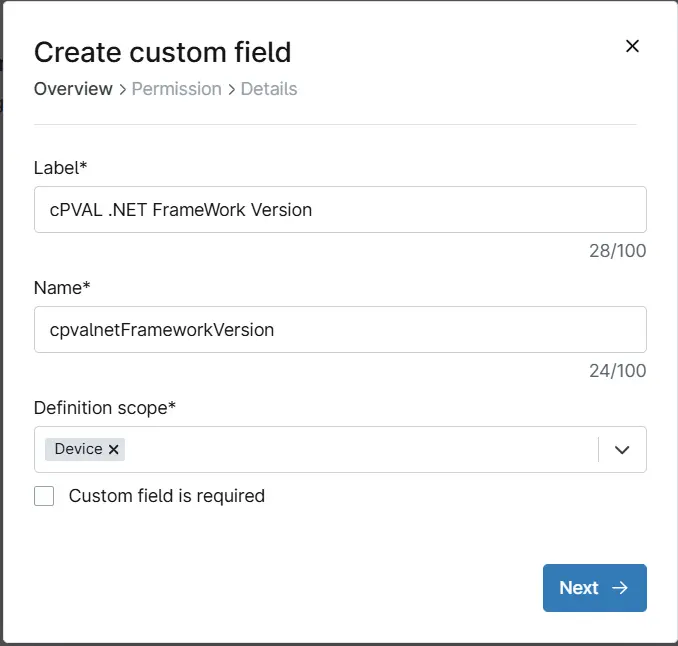 Create custom field
Overview > Permission > Details
Label*
cPVAL .NET FrameWork Version
28/100
Name*
cpvalnetFrameworkVersion
24/100
Definition scope*
Device
Custom field is required
Next